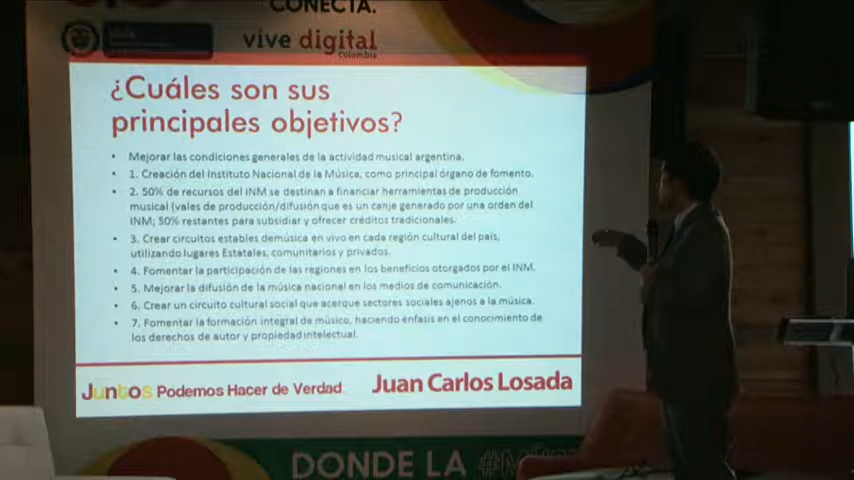 CONECTA.
vive digital
Colombia
¿Cuáles son sus
principales objetivos?
• Mejorar las condiciones generales de la actividad musical argentina.
• 1. Creación del Instituto Nacional de la Música, como principal órgano de fomento.
• 2. 50% de recursos del INM se destinan a financiar herramientas de producción
musical (vales de producción/difusión que es un canje generado por una orden del
INM; 50% restantes para subsidiar y ofrecer créditos tradicionales.
• 3. Crear circuitos estables demúsica en vivo en cada región cultural del país,
utilizando lugares Estatales, comunitarios y privados.
• 4. Fomentar la participación de las regiones en los beneficios otorgados por el INM.
• 5. Mejorar la difusión de la música nacional en los medios de comunicación.
• 6. Crear un circuito cultural social que acerque sectores sociales ajenos a la música.
• 7. Fomentar la formación integral de músico, haciendo énfasis en el conocimiento de
los derechos de autor y propiedad intelectual.
Juntos Podemos Hacer de Verdad
Juan Carlos Losada
DONDE LA